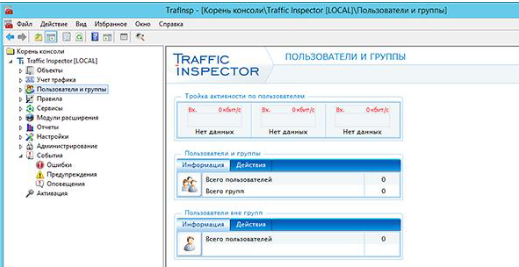 TrafInsp - [Корень консоли\Traffic Inspector [LOCAL]\Пользователи и группы]
Файл Действие Вид Избранное Окно Справка
Корень консоли
Traffic Inspector [LOCAL]
Объекты
Учет трафика
Пользователи и группы
Правила
Сервисы
Модули расширения
Отчеты
Настройки
Администрирование
События
Ошибки
Предупреждения
Оповещения
Активация
TRAFFIC INSPECTOR
ПОЛЬЗОВАТЕЛИ И ГРУППЫ
Тройка активности по пользователям
Вх. 0 кбит/с Вх. 0 кбит/с Вх. 0 кбит/с
Нет данных Нет данных Нет данных
Пользователи и группы
Информация Действия
Всего пользователей 0
Всего групп 0
Пользователи вне групп
Информация Действия
Всего пользователей 0